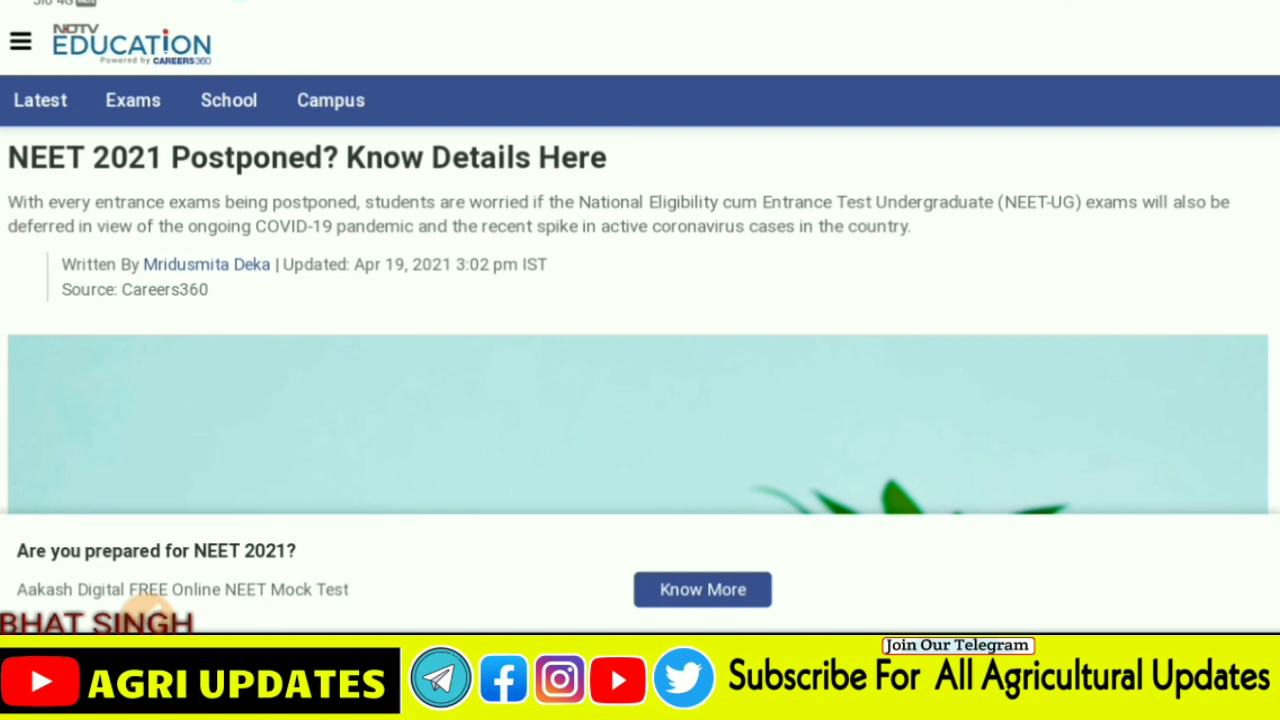 NDTV
EDUCATION
Powered by CAREERS360
Latest Exams School Campus
NEET 2021 Postponed? Know Details Here
With every entrance exams being postponed, students are worried if the National Eligibility cum Entrance Test Undergraduate (NEET-UG) exams will also be
deferred in view of the ongoing COVID-19 pandemic and the recent spike in active coronavirus cases in the country.
Written By Mridusmita Deka | Updated: Apr 19, 2021 3:02 pm IST
Source: Careers360
Are you prepared for NEET 2021?
Aakash Digital FREE Online NEET Mock Test
Know More
BHAT SINGH
Join Our Telegram
AGRI UPDATES
Subscribe For All Agricultural Updates